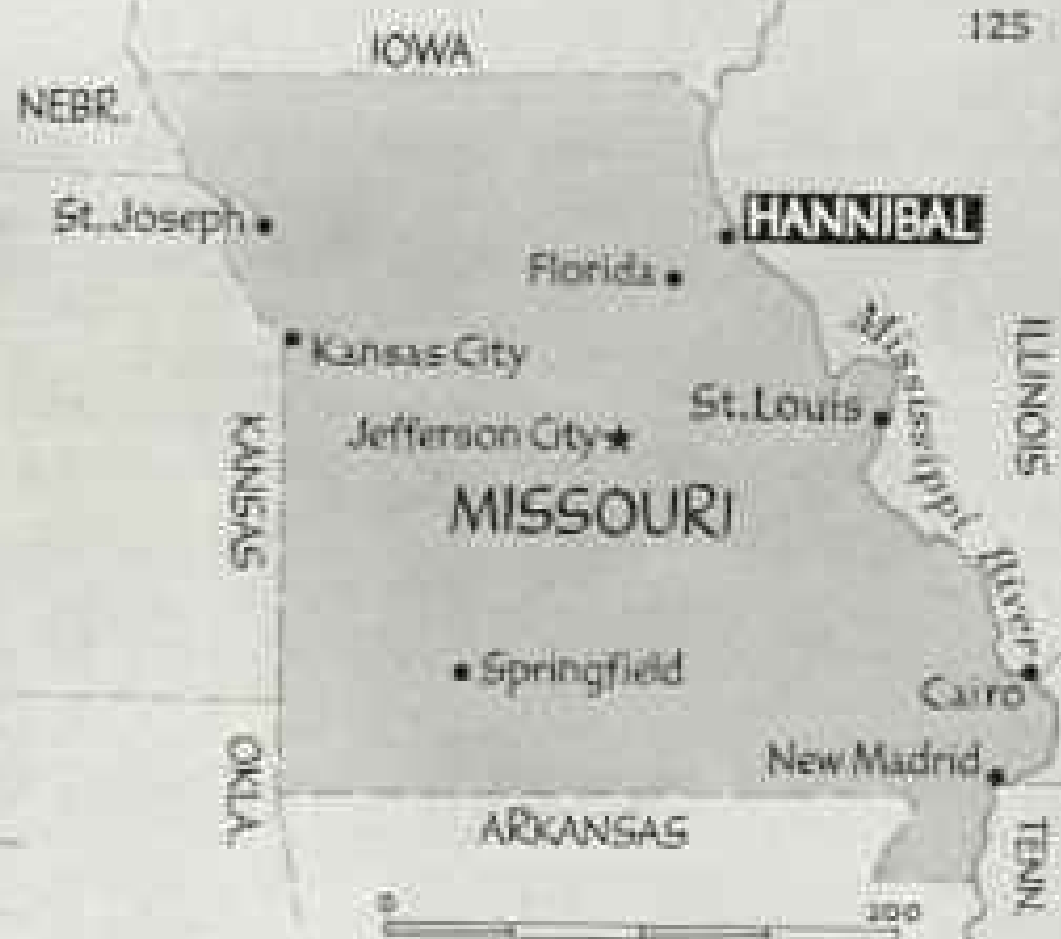 125
IOWA
NEBR.
St. Joseph
HANNIBAL
Florida
Mississippi River
ILLINOIS
Kansas City
St. Louis
Jefferson City
KANSAS
MISSOURI
Springfield
Cairo
New Madrid
OKLA.
ARKANSAS
TENN.
0
200